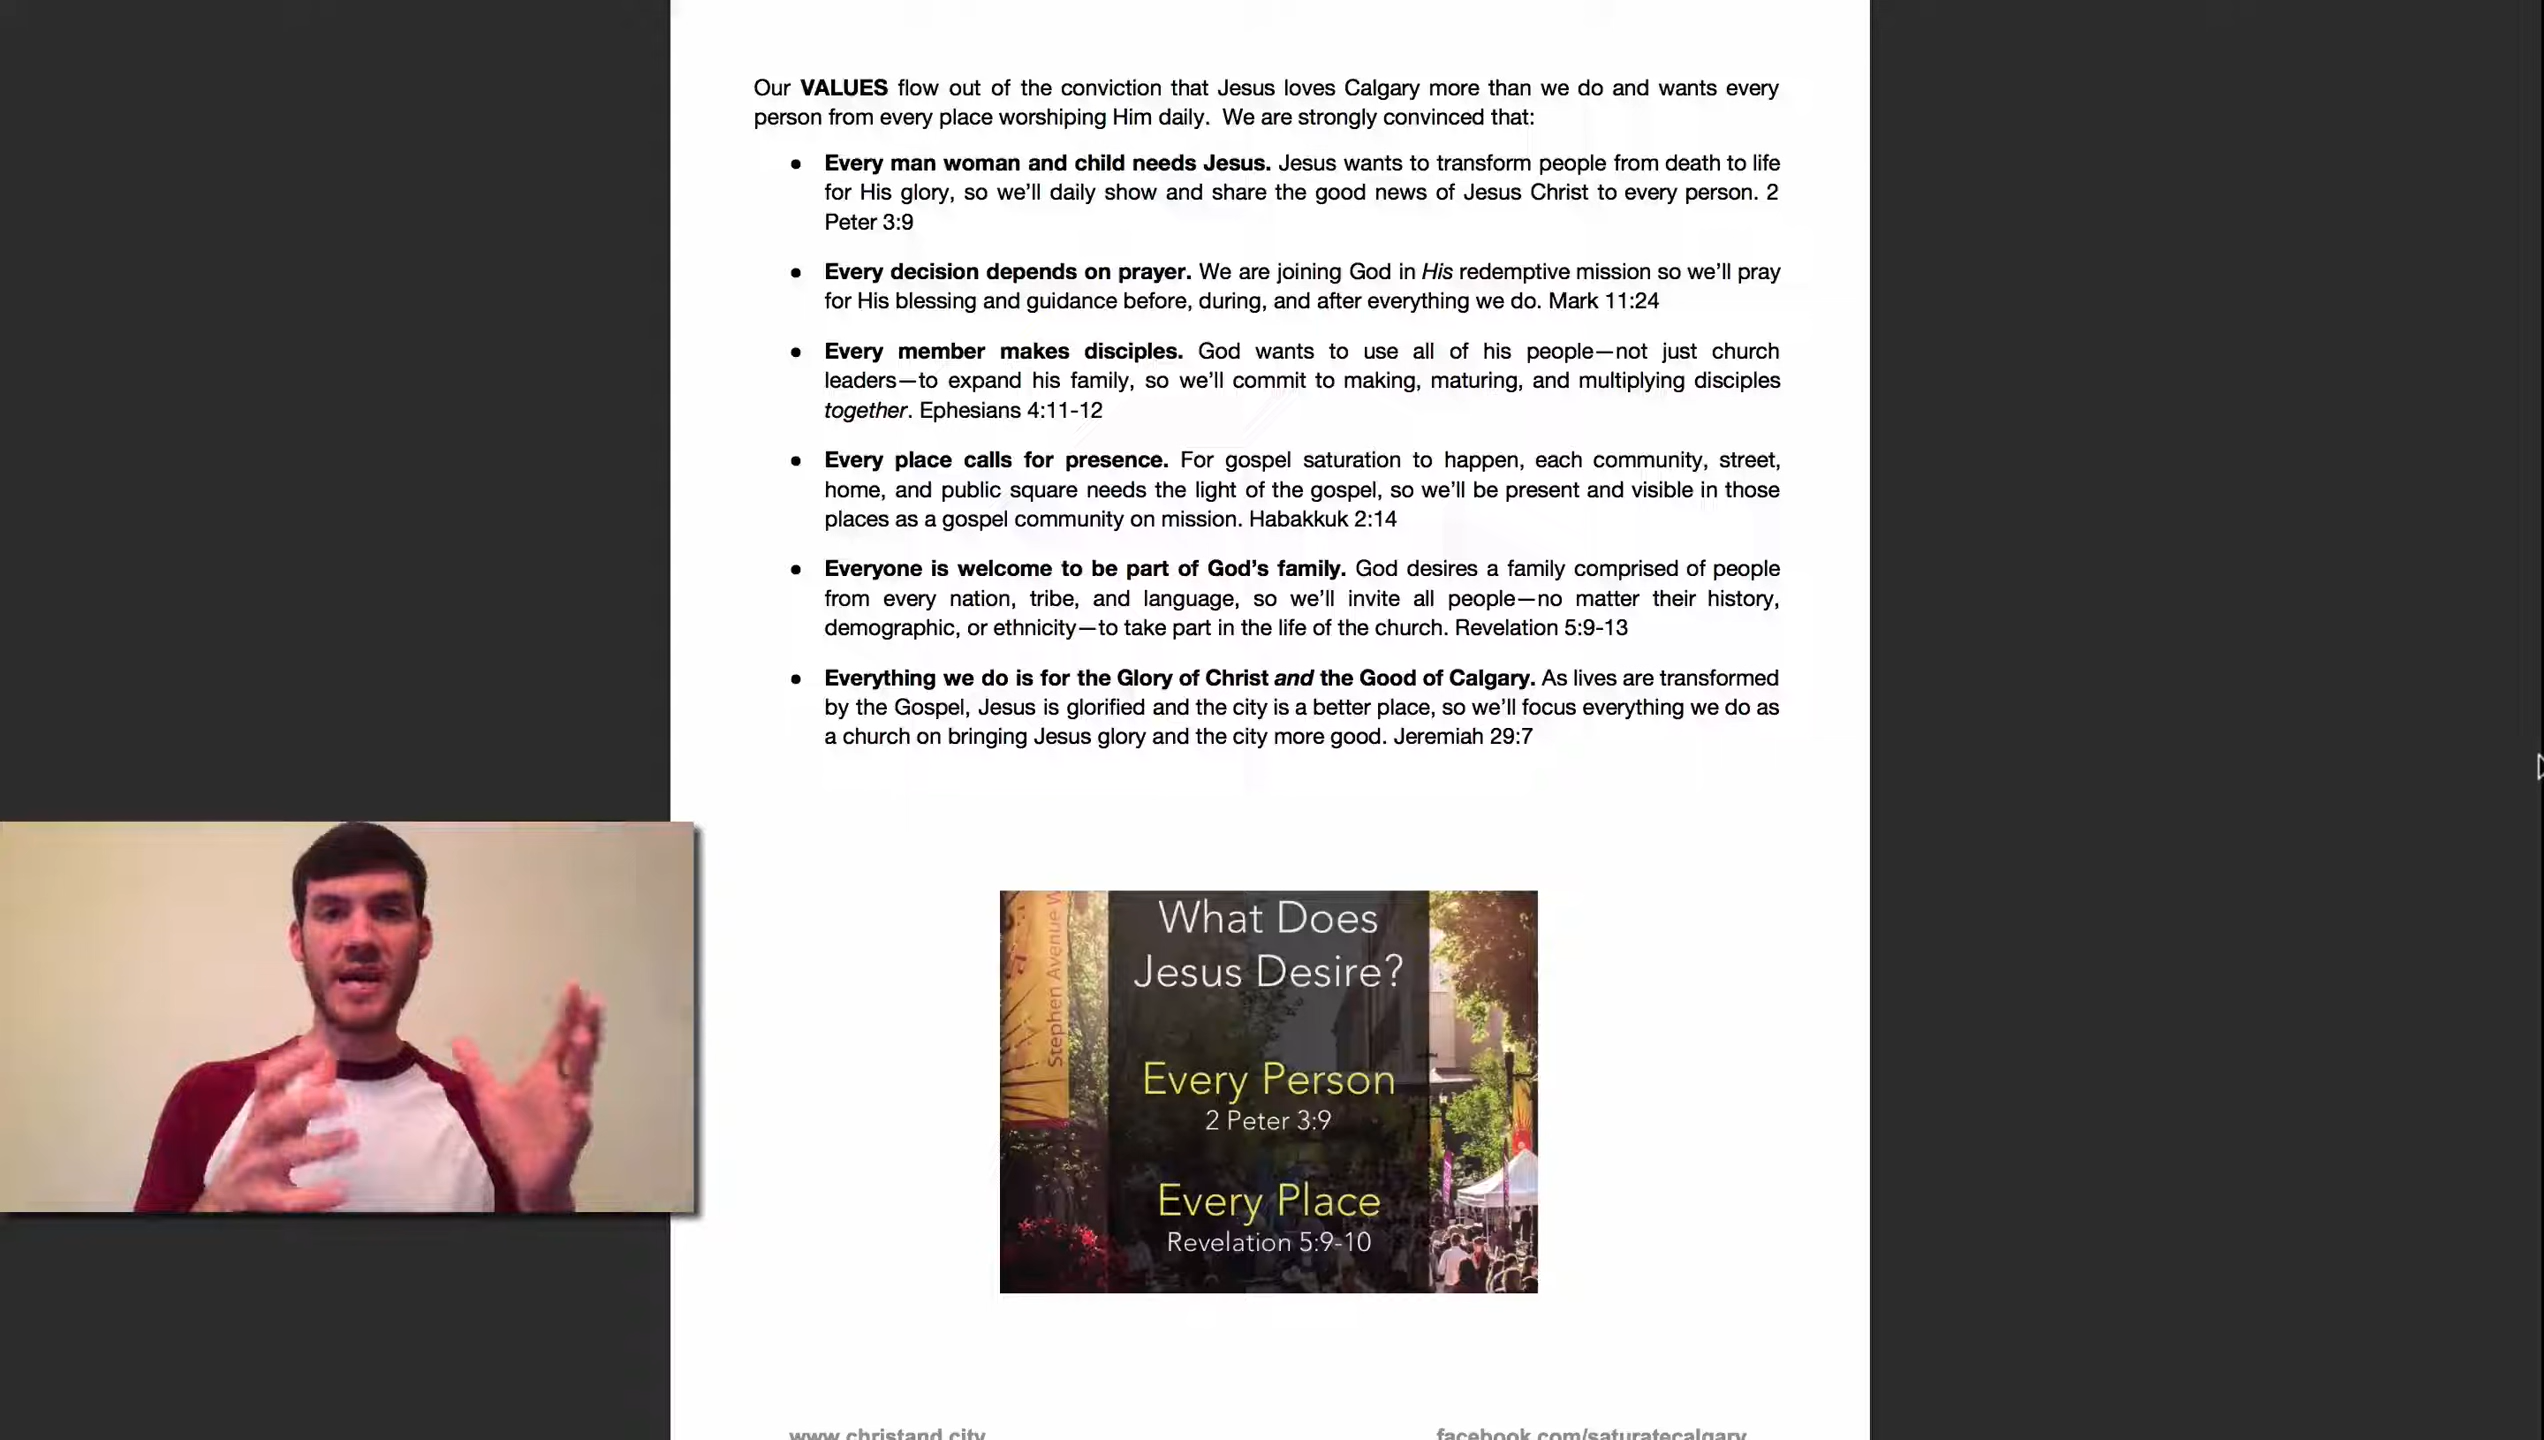 Our VALUES flow out of the conviction that Jesus loves Calgary more than we do and wants every
person from every place worshiping Him daily. We are strongly convinced that:
• Every man woman and child needs Jesus. Jesus wants to transform people from death to life
for His glory, so we'll daily show and share the good news of Jesus Christ to every person. 2
Peter 3:9
• Every decision depends on prayer. We are joining God in His redemptive mission so we'll pray
for His blessing and guidance before, during, and after everything we do. Mark 11:24
• Every member makes disciples. God wants to use all of his people—not just church
leaders—to expand his family, so we'll commit to making, maturing, and multiplying disciples
together. Ephesians 4:11-12
• Every place calls for presence. For gospel saturation to happen, each community, street,
home, and public square needs the light of the gospel, so we'll be present and visible in those
places as a gospel community on mission. Habakkuk 2:14
• Everyone is welcome to be part of God's family. God desires a family comprised of people
from every nation, tribe, and language, so we'll invite all people—no matter their history,
demographic, or ethnicity—to take part in the life of the church. Revelation 5:9-13
• Everything we do is for the Glory of Christ and the Good of Calgary. As lives are transformed
by the Gospel, Jesus is glorified and the city is a better place, so we'll focus everything we do as
a church on bringing Jesus glory and the city more good. Jeremiah 29:7
Stephen Avenue W
What Does
Jesus Desire?
Every Person
2 Peter 3:9
Every Place
Revelation 5:9-10
www.christand.city
facebook.com/saturatecalgary